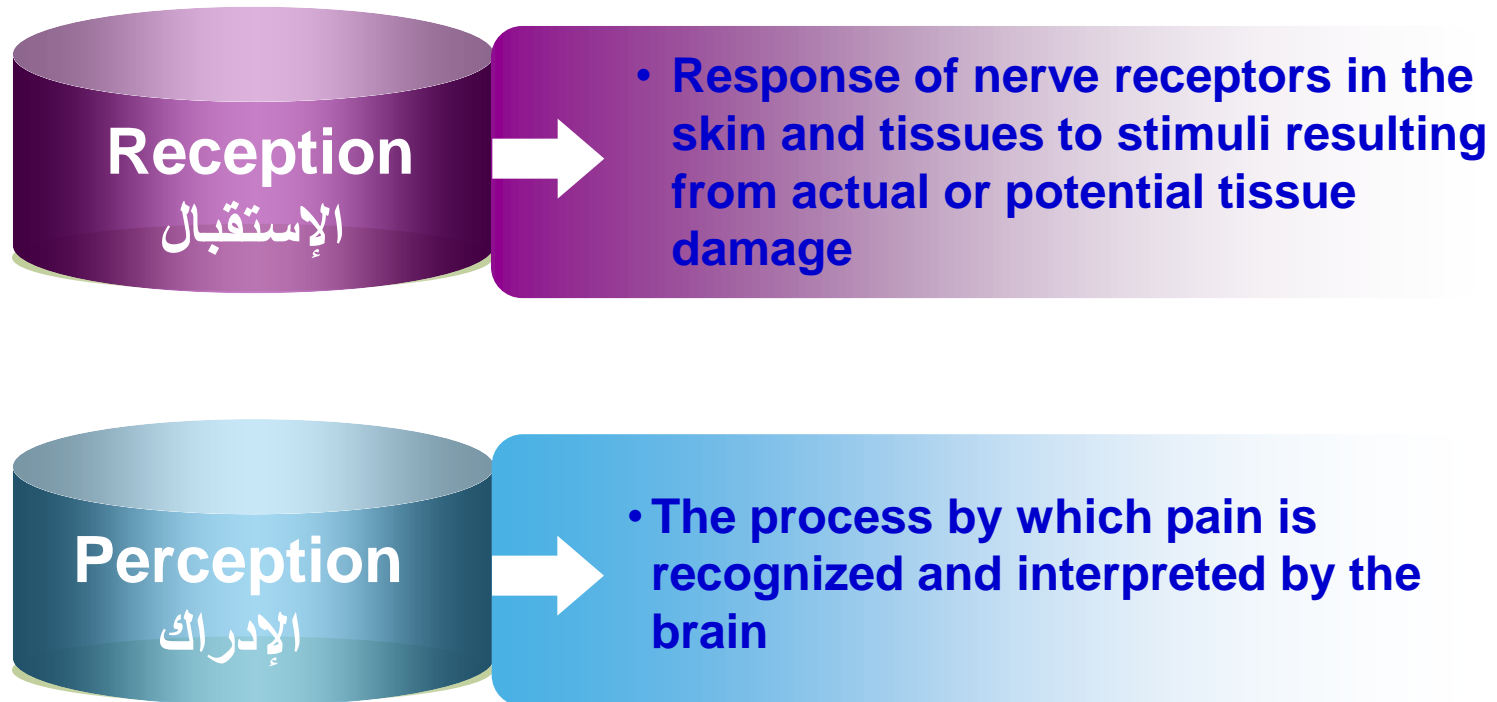 Reception
الإستقبال
• Response of nerve receptors in the
skin and tissues to stimuli resulting
from actual or potential tissue
damage
Perception
الإدراك
• The process by which pain is
recognized and interpreted by the
brain